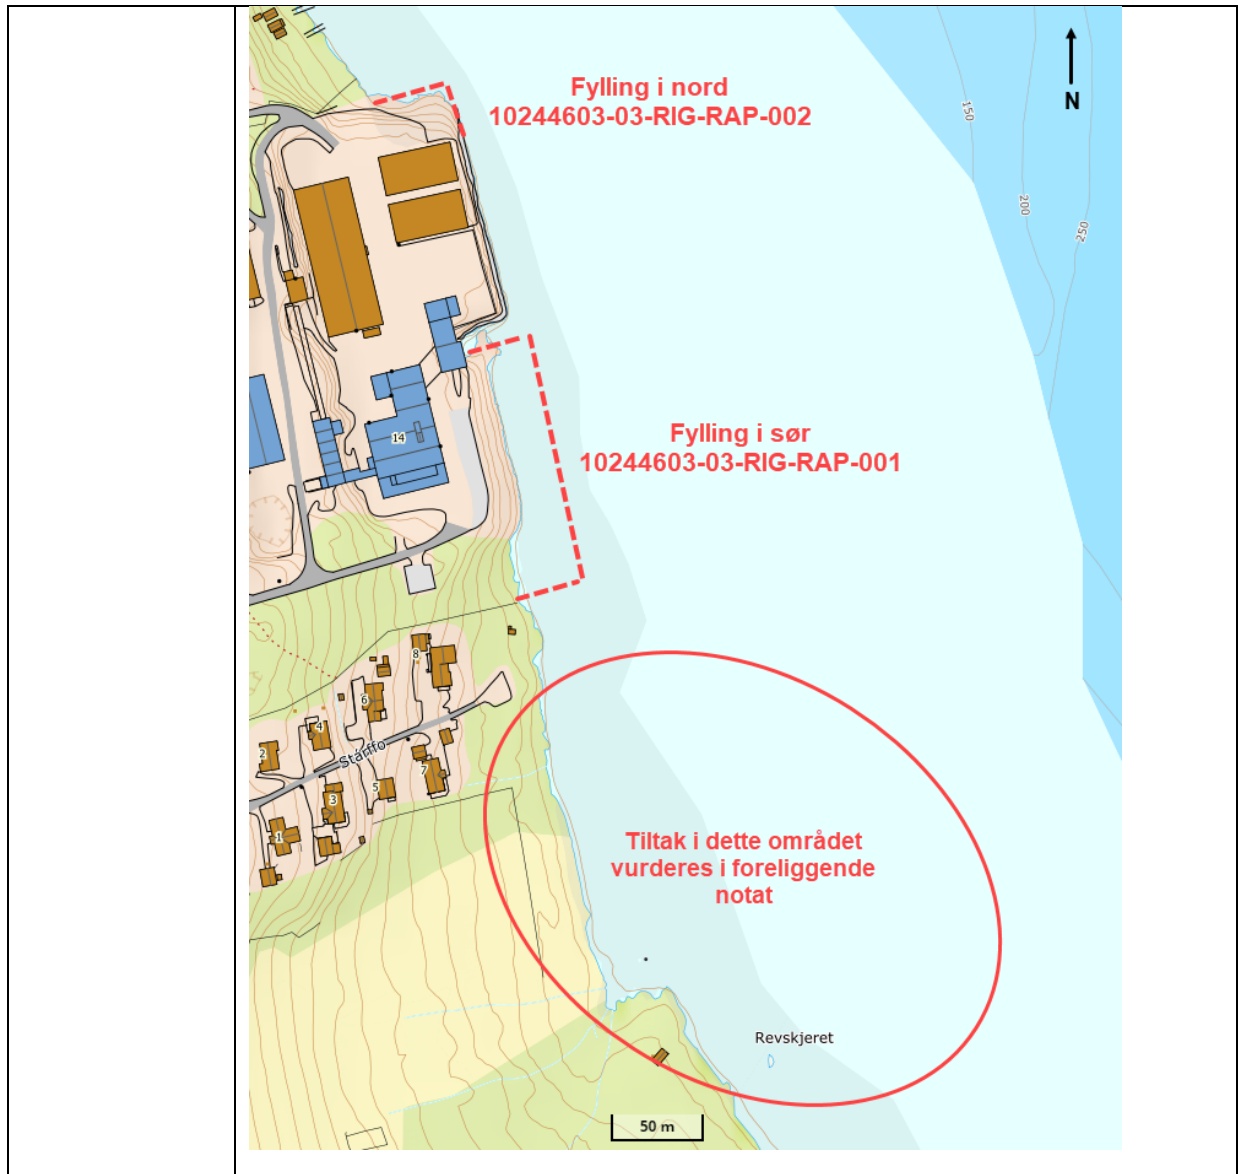 Fylling i nord
10244603-03-RIG-RAP-002
N
150
200
250
14
Fylling i sør
10244603-03-RIG-RAP-001
8
6
4
2
Stárffo
7
5
3
1
Tiltak i dette området
vurderes i foreliggende
notat
Revskjeret
50 m